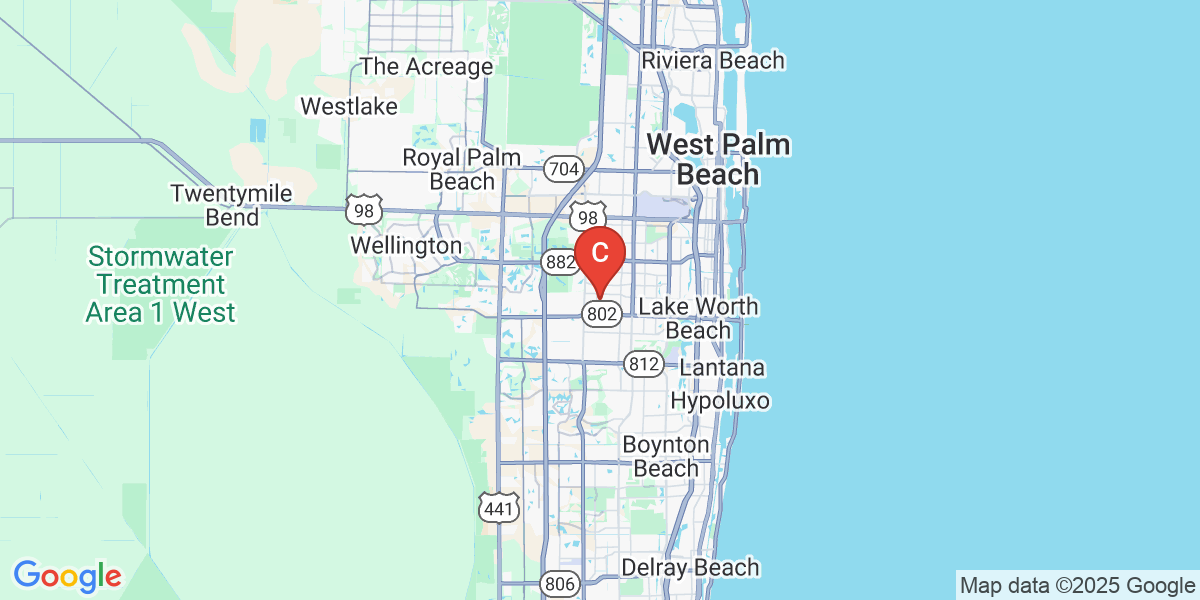 Riviera Beach
The Acreage
Westlake
West Palm
Beach
Royal Palm
Beach
704
Twentymile
Bend
98
98
Wellington
Stormwater
Treatment
Area 1 West
882
C
802
Lake Worth
Beach
812
Lantana
Hypoluxo
Boynton
Beach
441
Delray Beach
806
Google
Map data ©2025 Google